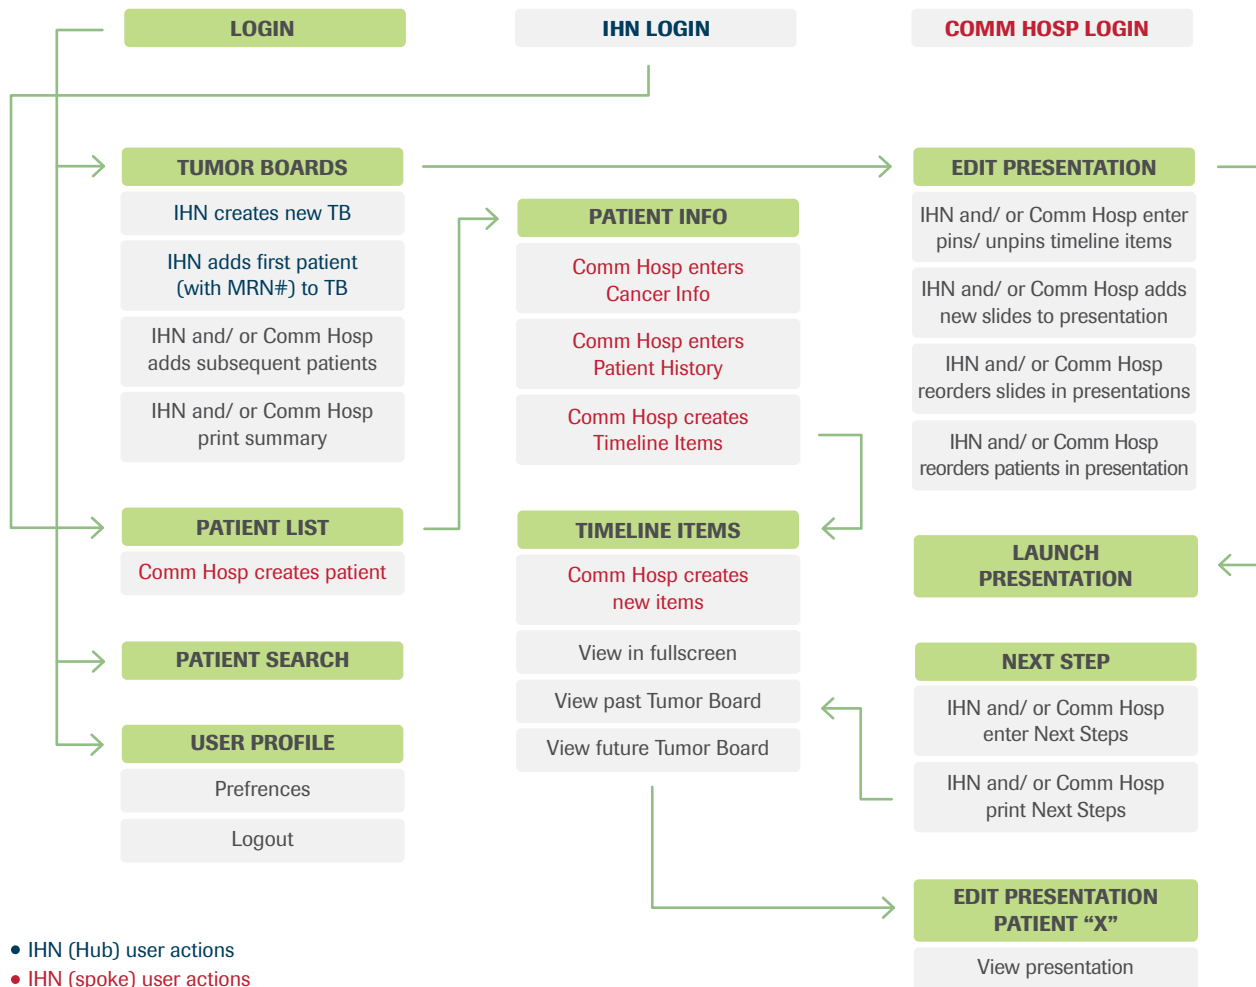 LOGIN
IHN LOGIN
COMM HOSP LOGIN
TUMOR BOARDS
IHN creates new TB
IHN adds first patient
(with MRN#) to TB
IHN and/ or Comm Hosp
adds subsequent patients
IHN and/ or Comm Hosp
print summary
PATIENT LIST
Comm Hosp creates patient
PATIENT SEARCH
USER PROFILE
Prefrences
Logout
PATIENT INFO
Comm Hosp enters
Cancer Info
Comm Hosp enters
Patient History
Comm Hosp creates
Timeline Items
TIMELINE ITEMS
Comm Hosp creates
new items
View in fullscreen
View past Tumor Board
View future Tumor Board
EDIT PRESENTATION
IHN and/ or Comm Hosp enter
pins/ unpins timeline items
IHN and/ or Comm Hosp adds
new slides to presentation
IHN and/ or Comm Hosp
reorders slides in presentations
IHN and/ or Comm Hosp
reorders patients in presentation
LAUNCH
PRESENTATION
NEXT STEP
IHN and/ or Comm Hosp
enter Next Steps
IHN and/ or Comm Hosp
print Next Steps
EDIT PRESENTATION
PATIENT “X”
View presentation
• IHN (Hub) user actions
• IHN (spoke) user actions